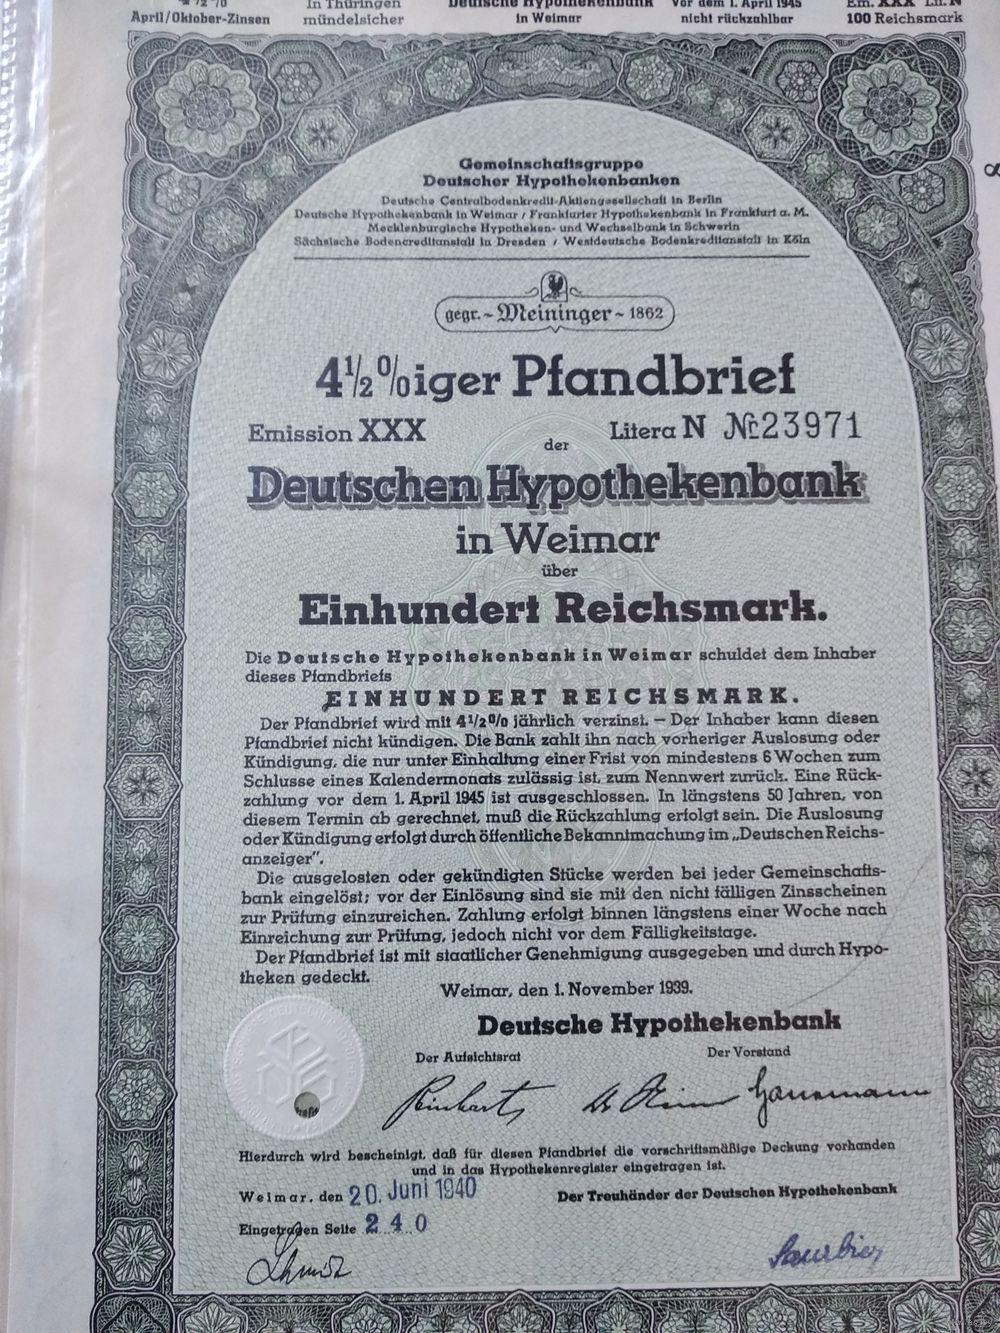 April/Oktober-Zinsen
In Thüringen
mündelsicher
Deutsche Hypothekenbank
in Weimar
Vor dem 1. April 1945
nicht rückzahlbar
Em. XXX Lit. N
100 Reichsmark
Gemeinschaftsgruppe
Deutscher Hypothekenbanken
Deutsche Centralbodenkredit-Aktiengesellschaft in Berlin
Deutsche Hypothekenbank in Weimar / Frankfurter Hypothekenbank in Frankfurt a. M.
Mecklenburgische Hypotheken- und Wechselbank in Schwerin
Sächsische Bodencreditanstalt in Dresden / Westdeutsche Bodenkreditanstalt in Köln
gegr. ~ Meininger ~ 1862
4½%iger Pfandbrief
Emission XXX
Litera N № 23971
der
Deutschen Hypothekenbank
in Weimar
über
Einhundert Reichsmark.
Die Deutsche Hypothekenbank in Weimar schuldet dem Inhaber
dieses Pfandbriefs
EINHUNDERT REICHSMARK.
Der Pfandbrief wird mit 4½% jährlich verzinst. — Der Inhaber kann diesen
Pfandbrief nicht kündigen. Die Bank zahlt ihn nach vorheriger Auslosung oder
Kündigung, die nur unter Einhaltung einer Frist von mindestens 6 Wochen zum
Schlusse eines Kalendermonats zulässig ist, zum Nennwert zurück. Eine Rück-
zahlung vor dem 1. April 1945 ist ausgeschlossen. In längstens 50 Jahren, von
diesem Termin ab gerechnet, muß die Rückzahlung erfolgt sein. Die Auslosung
oder Kündigung erfolgt durch öffentliche Bekanntmachung im „Deutschen Reichs-
anzeiger".
Die ausgelosten oder gekündigten Stücke werden bei jeder Gemeinschafts-
bank eingelöst; vor der Einlösung sind sie mit den nicht fälligen Zinsscheinen
zur Prüfung einzureichen. Zahlung erfolgt binnen längstens einer Woche nach
Einreichung zur Prüfung, jedoch nicht vor dem Fälligkeitstage.
Der Pfandbrief ist mit staatlicher Genehmigung ausgegeben und durch Hypo-
theken gedeckt.
Weimar, den 1. November 1939.
Deutsche Hypothekenbank
Der Aufsichtsrat
Der Vorstand
Hierdurch wird bescheinigt, daß für diesen Pfandbrief die vorschriftsmäßige Deckung vorhanden
und in das Hypothekenregister eingetragen ist.
Weimar, den 20. Juni 1940
Der Treuhänder der Deutschen Hypothekenbank
Eingetragen Seite 240